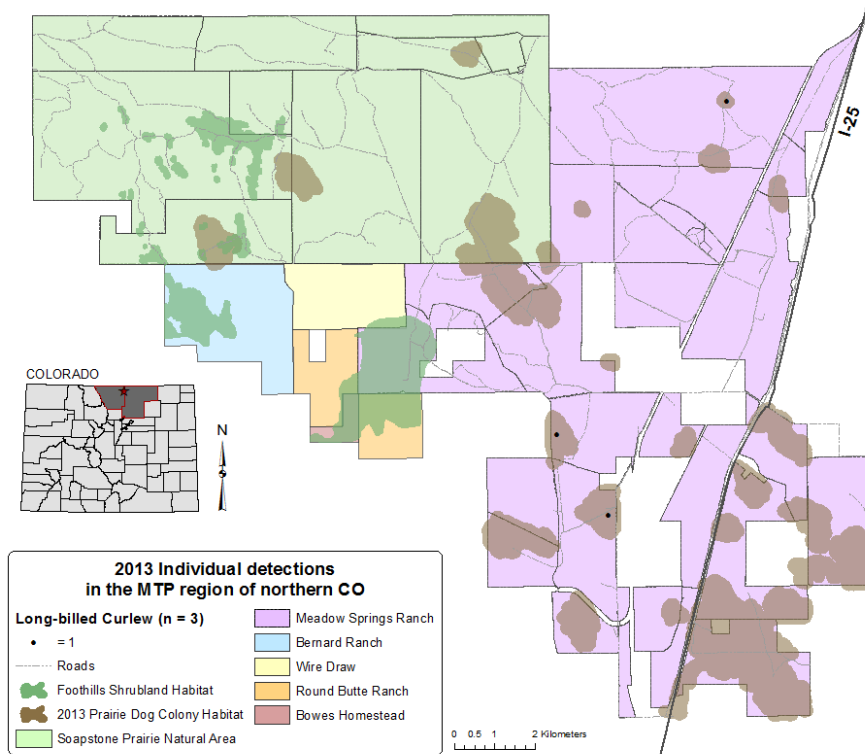 I-25
COLORADO
N
S
2013 Individual detections
in the MTP region of northern CO
Long-billed Curlew (n = 3)
= 1
Roads
Foothills Shrubland Habitat
2013 Prairie Dog Colony Habitat
Soapstone Prairie Natural Area
Meadow Springs Ranch
Bernard Ranch
Wire Draw
Round Butte Ranch
Bowes Homestead
0 0.5 1 2 Kilometers